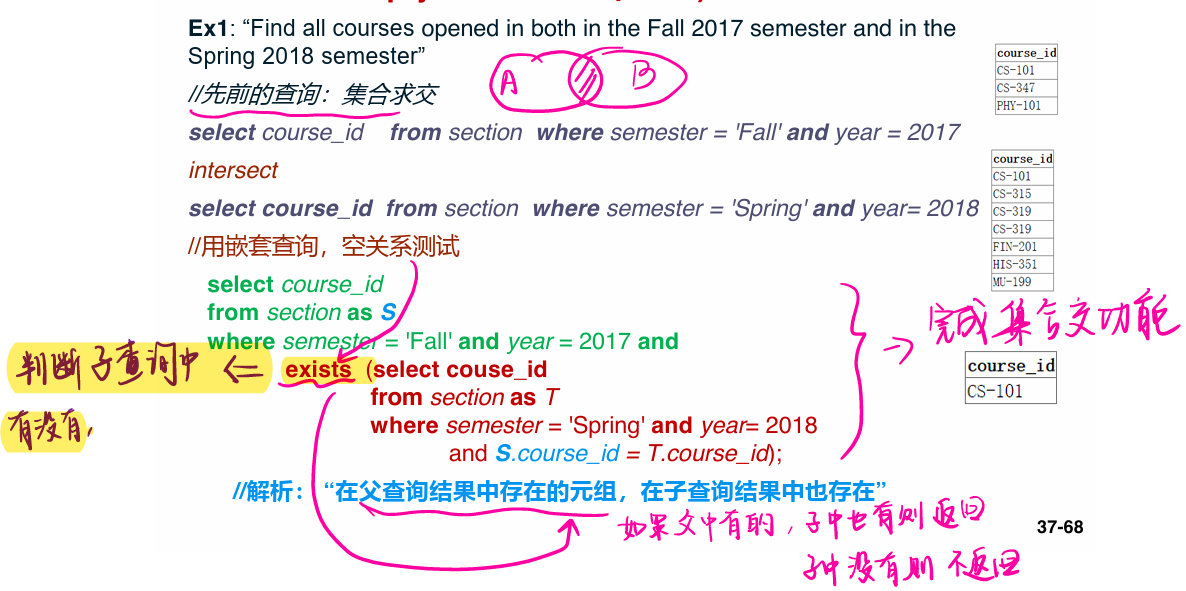 Ex1: “Find all courses opened in both in the Fall 2017 semester and in the
Spring 2018 semester”
//先前的查询：集合求交
A B
select course_id from section where semester = 'Fall' and year = 2017
intersect
select course_id from section where semester = 'Spring' and year= 2018
//用嵌套查询，空关系测试
select course_id
from section as S
where semester = 'Fall' and year = 2017 and
exists (select couse_id
from section as T
where semester = 'Spring' and year= 2018
and S.course_id = T.course_id);
判断子查询中
有没有,
//解析：“在父查询结果中存在的元组，在子查询结果中也存在”
如果父中有的，子中也有则返回
子中没有则不返回
course_id
CS-101
CS-347
PHY-101
course_id
CS-101
CS-315
CS-319
CS-319
FIN-201
HIS-351
MU-199
完成集合交功能
course_id
CS-101
37-68